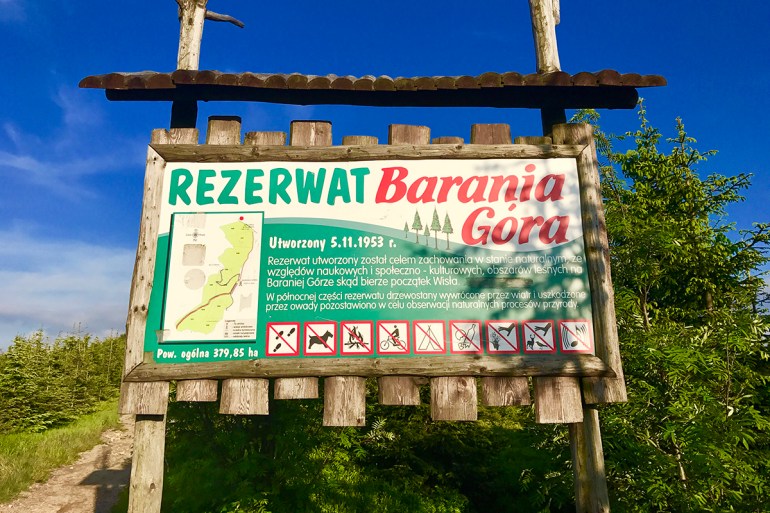 REZERWAT Barania
Góra
Utworzony 5.11.1953 r.
Rezerwat utworzony został celem zachowania w stanie naturalnym, ze
względów naukowych i społeczno - kulturowych, obszarów leśnych na
Baraniej Górze skąd bierze początek Wisła.
W północnej części rezerwatu drzewostany wywrócone przez wiatr i uszkodzone
przez owady pozostawiono w celu obserwacji naturalnych procesów przyrody.
Pow. ogólna 379,85 ha